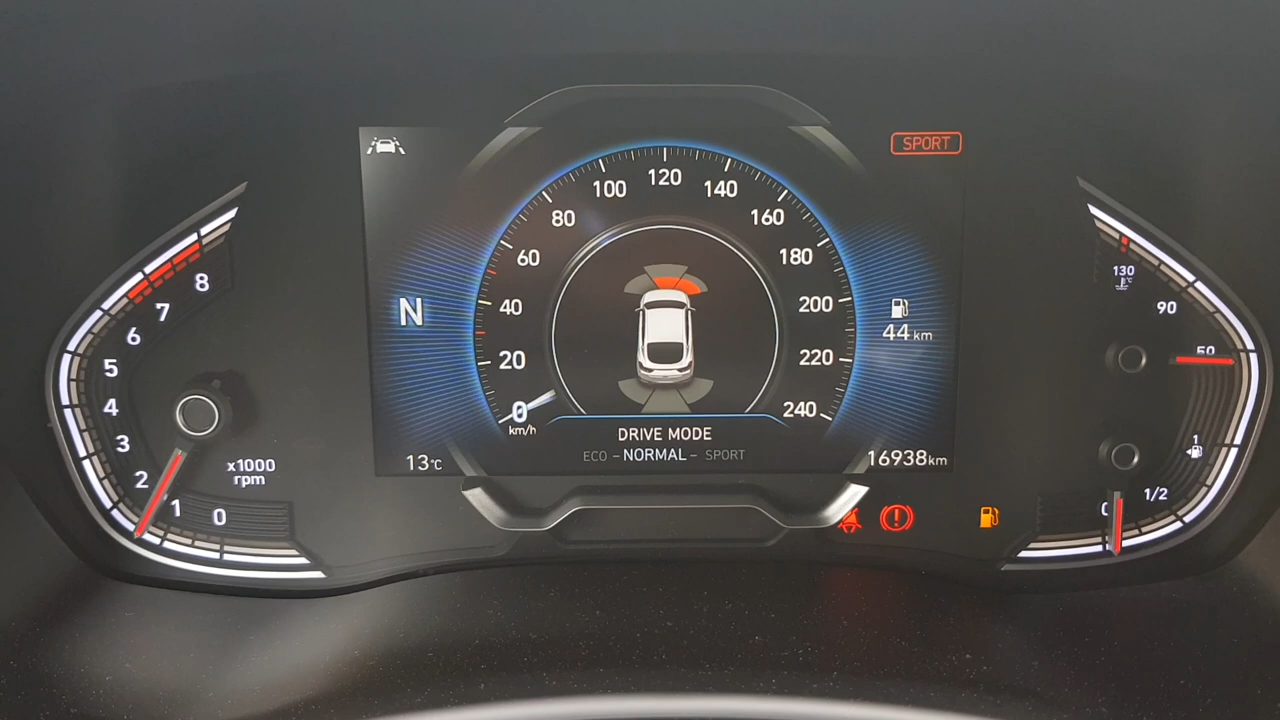 SPORT
120
100
140
80
160
60
180
40
200
20
220
0
240
km/h
N
44 km
DRIVE MODE
ECO – NORMAL – SPORT
13°C
16938km
8
7
6
5
4
3
2
1
0
x1000
rpm
130
°C
90
50
1
1/2
0